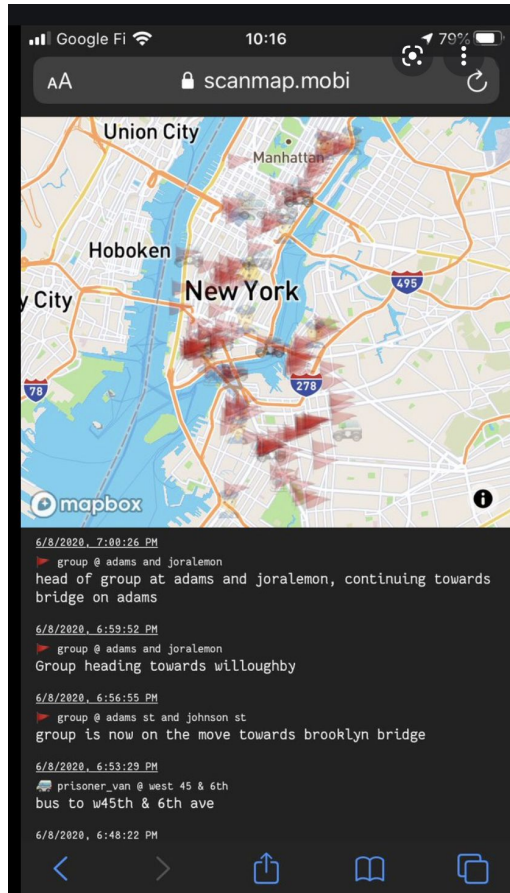 Google Fi
10:16
79%
AA
scanmap.mobi
Union City
Manhattan
Hoboken
New York
y City
495
278
78
mapbox
6/8/2020, 7:00:26 PM
group @ adams and joralemon
head of group at adams and joralemon, continuing towards
bridge on adams
6/8/2020, 6:59:52 PM
group @ adams and joralemon
Group heading towards willoughby
6/8/2020, 6:56:55 PM
group @ adams st and johnson st
group is now on the move towards brooklyn bridge
6/8/2020, 6:53:29 PM
prisoner_van @ west 45 & 6th
bus to w45th & 6th ave
6/8/2020, 6:48:22 PM